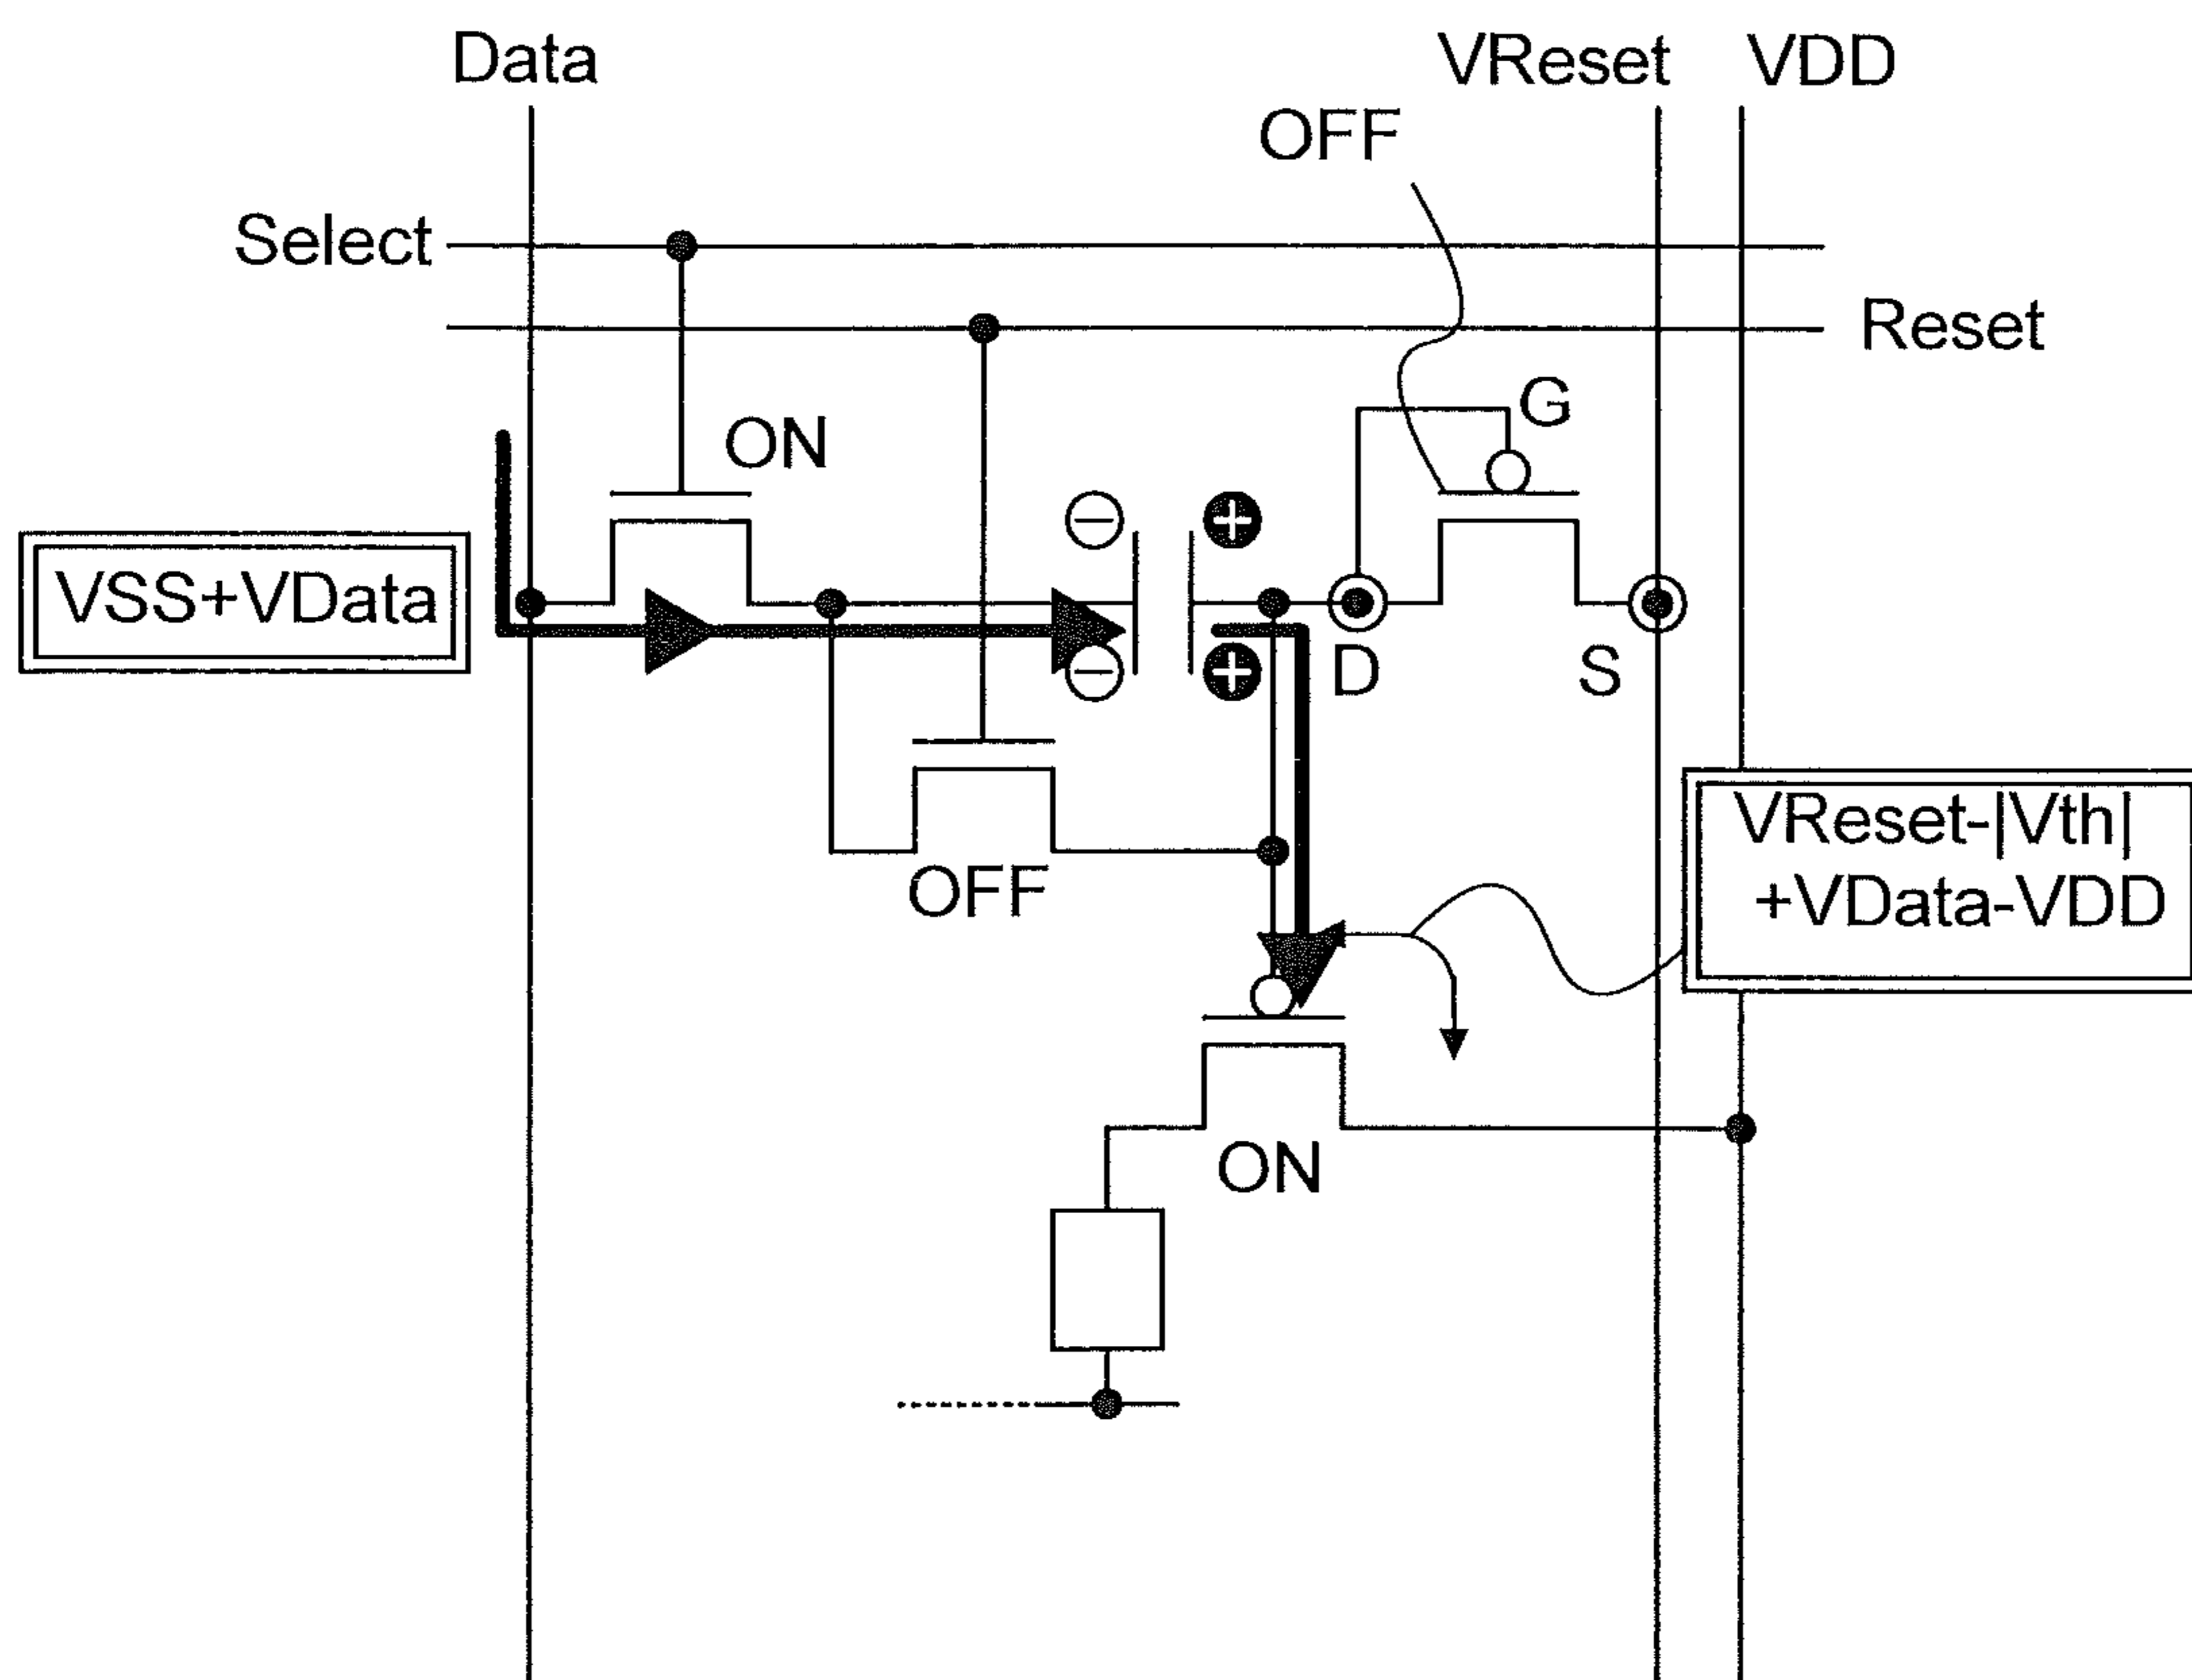 Data
VReset
VDD
OFF
Select
Reset
G
ON
VSS+VData
D
S
VReset-|Vth|
+VData-VDD
OFF
ON